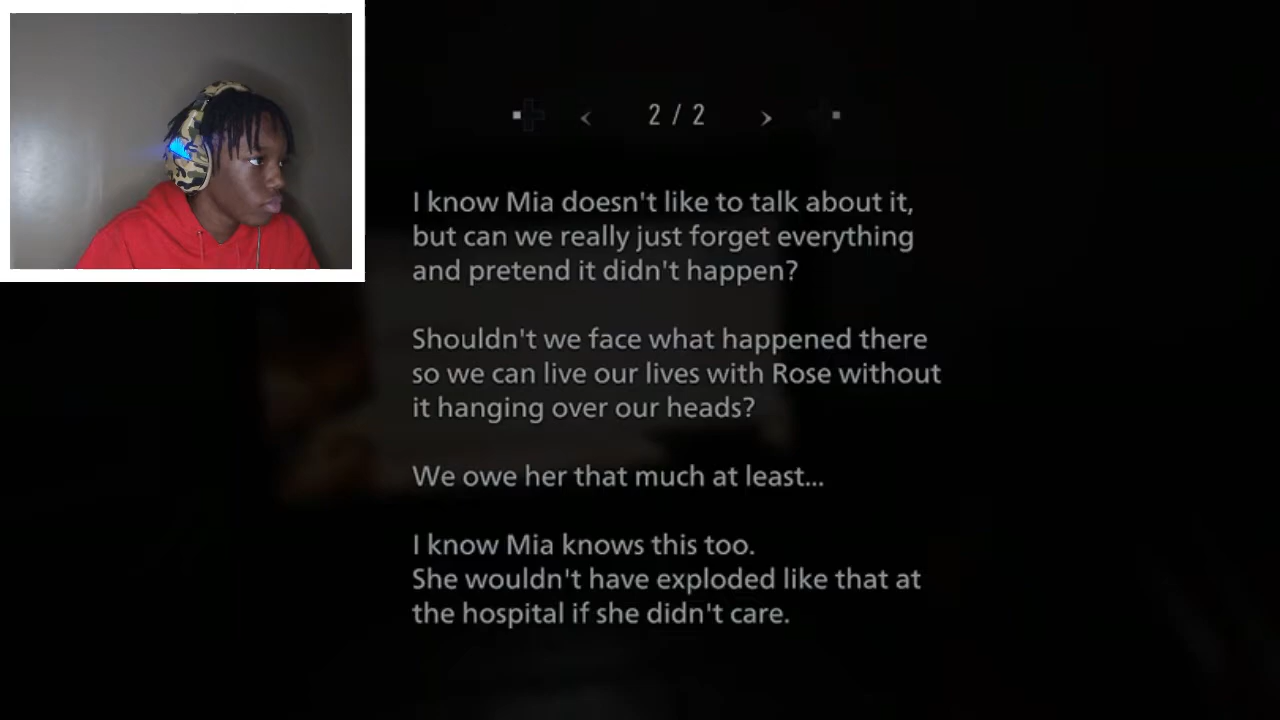 2 / 2
I know Mia doesn't like to talk about it,
but can we really just forget everything
and pretend it didn't happen?
Shouldn't we face what happened there
so we can live our lives with Rose without
it hanging over our heads?
We owe her that much at least...
I know Mia knows this too.
She wouldn't have exploded like that at
the hospital if she didn't care.